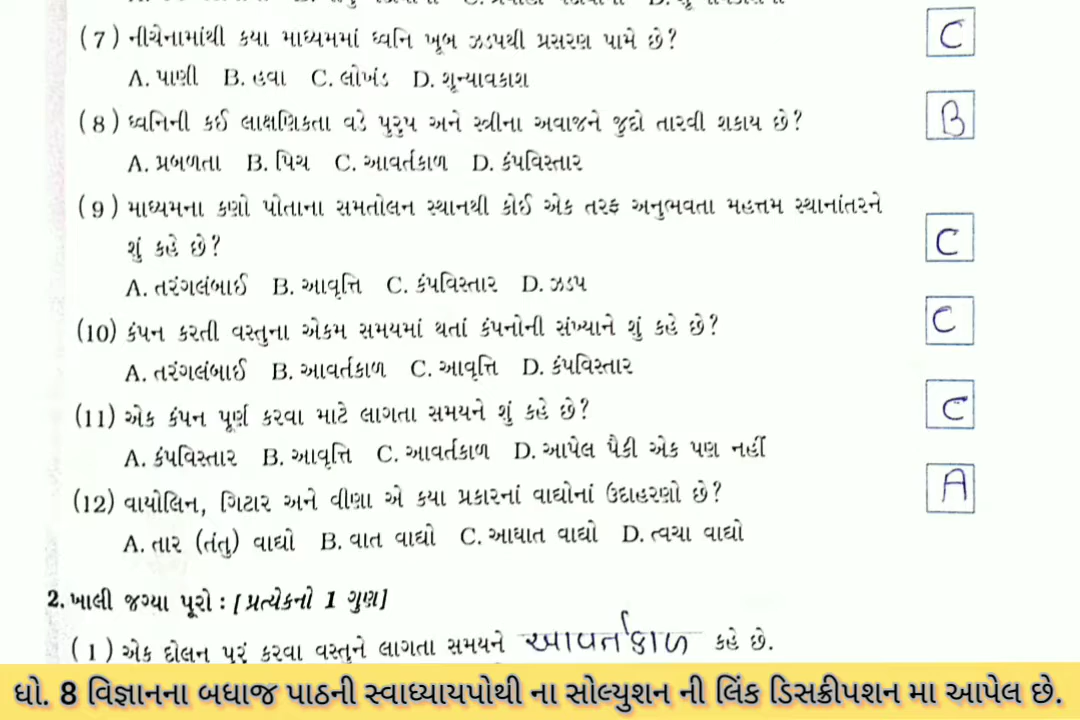 (7) નીચેનામાંથી કયા માધ્યમમાં ધ્વનિ ખૂબ ઝડપથી પ્રસરણ પામે છે? C
A. પાણી B. હવા C. લોખંડ D. શૂન્યાવકાશ
(8) ધ્વનિની કઈ લાક્ષણિકતા વડે પુરુષ અને સ્ત્રીના અવાજને જુદો તારવી શકાય છે? B
A. પ્રબળતા B. પિચ C. આવર્તકાળ D. કંપવિસ્તાર
(9) માધ્યમના કણો પોતાના સમતોલન સ્થાનથી કોઈ એક તરફ અનુભવતા મહત્તમ સ્થાનાંતરને
શું કહે છે? C
A. તરંગલંબાઈ B. આવૃત્તિ C. કંપવિસ્તાર D. ઝડપ
(10) કંપન કરતી વસ્તુના એકમ સમયમાં થતાં કંપનોની સંખ્યાને શું કહે છે? C
A. તરંગલંબાઈ B. આવર્તકાળ C. આવૃત્તિ D. કંપવિસ્તાર
(11) એક કંપન પૂર્ણ કરવા માટે લાગતા સમયને શું કહે છે? C
A. કંપવિસ્તાર B. આવૃત્તિ C. આવર્તકાળ D. આપેલ પૈકી એક પણ નહીં
(12) વાયોલિન, ગિટાર અને વીણા એ કયા પ્રકારનાં વાદ્યોનાં ઉદાહરણો છે? A
A. તાર (તંતુ) વાદ્યો B. વાત વાદ્યો C. આઘાત વાદ્યો D. ત્વચા વાદ્યો
2. ખાલી જગ્યા પૂરો : [પ્રત્યેકનો 1 ગુણ]
(1) એક દોલન પૂરું કરવા વસ્તુને લાગતા સમયને આવર્તકાળ કહે છે.
ધો. 8 વિજ્ઞાનના બધાજ પાઠની સ્વાધ્યાયપોથી ના સોલ્યુશન ની લિંક ડિસક્રીપશન મા આપેલ છે.